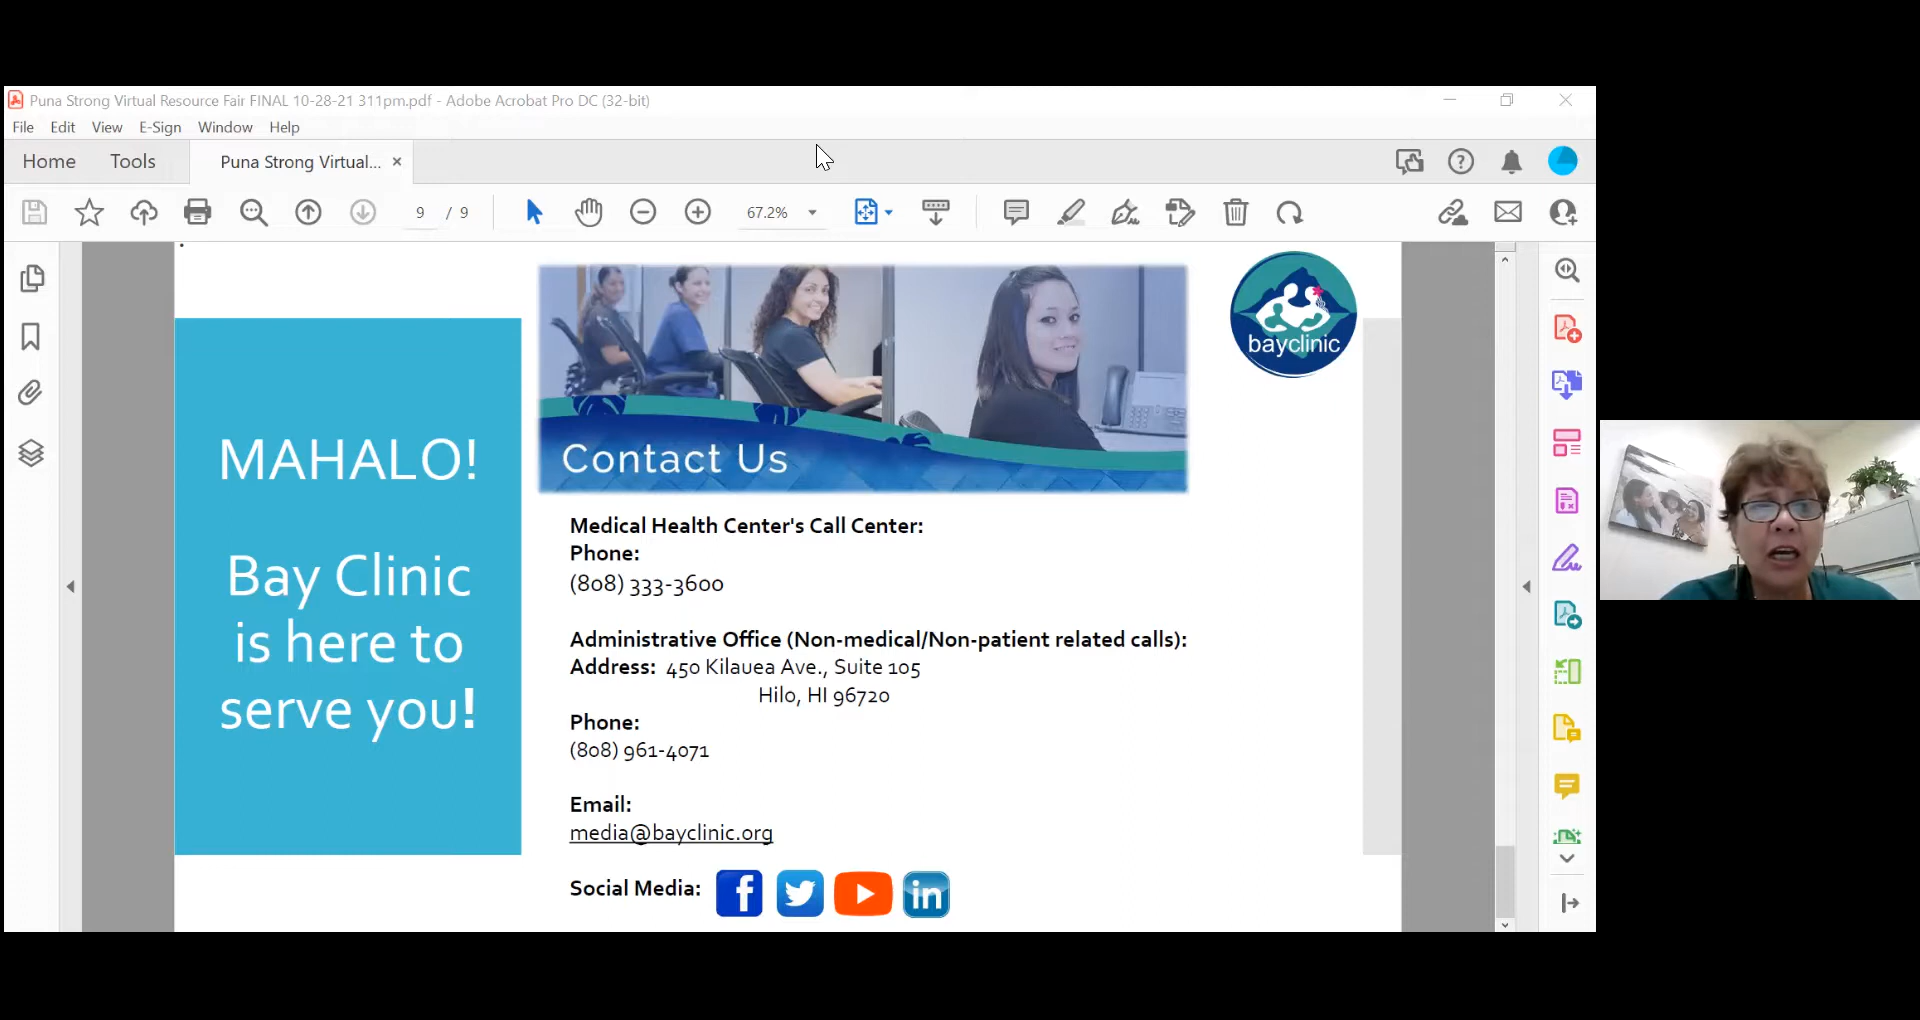 Puna Strong Virtual Resource Fair FINAL 10-28-21 311pm.pdf - Adobe Acrobat Pro DC (32-bit)
File Edit View E-Sign Window Help
Home Tools Puna Strong Virtual... ×
9 / 9 67.2%
bayclinic
MAHALO!
Bay Clinic
is here to
serve you!
Contact Us
Medical Health Center's Call Center:
Phone:
(808) 333-3600
Administrative Office (Non-medical/Non-patient related calls):
Address: 450 Kilauea Ave., Suite 105
Hilo, HI 96720
Phone:
(808) 961-4071
Email:
media@bayclinic.org
Social Media: f in